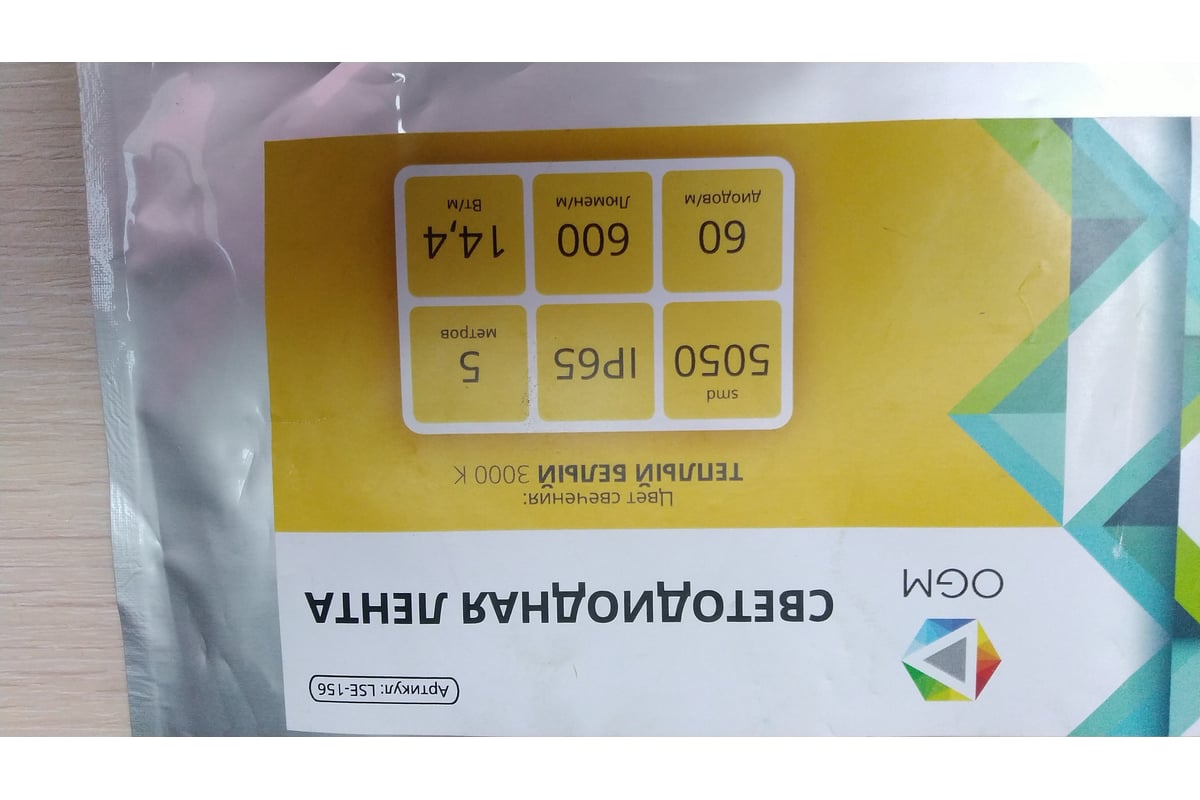 Артикул: LSE-156
OGM
СВЕТОДИОДНАЯ ЛЕНТА
Цвет свечения:
ТЕПЛЫЙ БЕЛЫЙ 3000 К
smd
5050
IP65
5
метров
60
диодов/м
600
Люмен/м
14,4
Вт/м